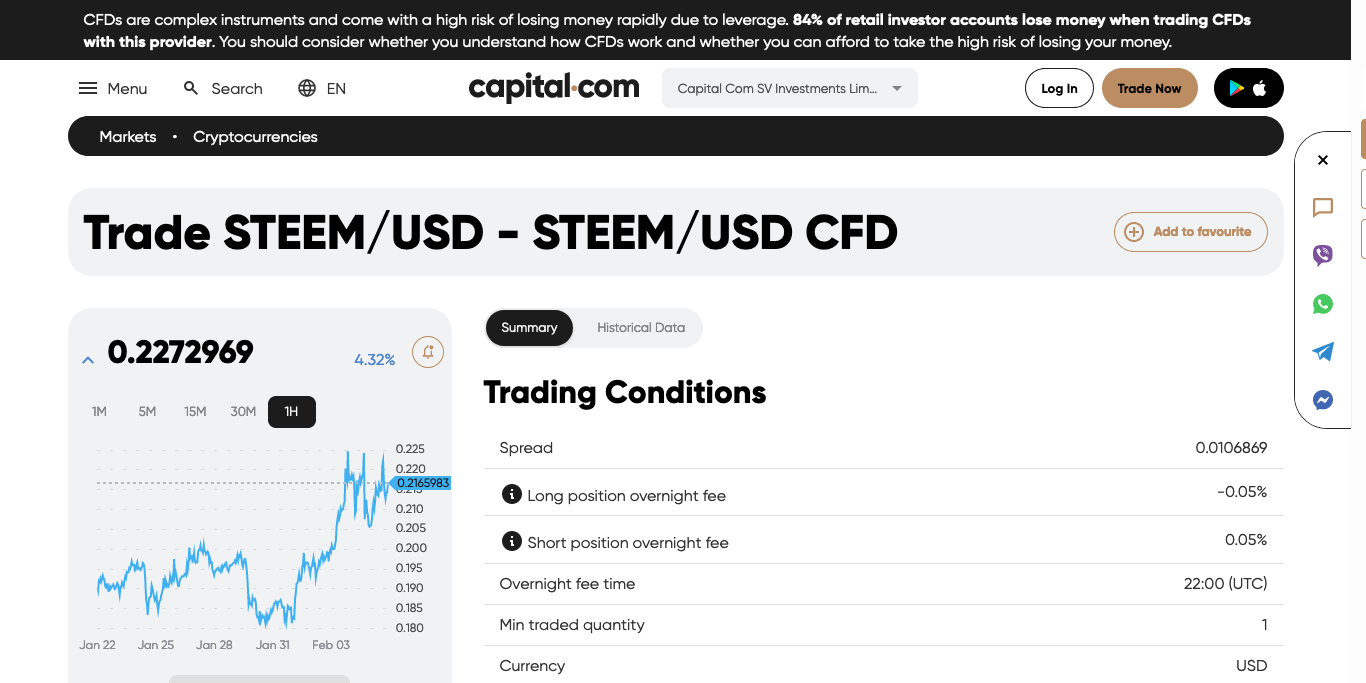 CFDs are complex instruments and come with a high risk of losing money rapidly due to leverage. 84% of retail investor accounts lose money when trading CFDs
with this provider. You should consider whether you understand how CFDs work and whether you can afford to take the high risk of losing your money.
Menu
Search
EN
capital.com
Capital Com SV Investments Lim...
Log In
Trade Now
Markets • Cryptocurrencies
Trade STEEM/USD - STEEM/USD CFD
Add to favourite
0.2272969
4.32%
1M 5M 15M 30M 1H
0.225
0.220
0.2165983
0.215
0.210
0.205
0.200
0.195
0.190
0.185
0.180
Jan 22 Jan 25 Jan 28 Jan 31 Feb 03
Summary
Historical Data
Trading Conditions
Spread 0.0106869
Long position overnight fee -0.05%
Short position overnight fee 0.05%
Overnight fee time 22:00 (UTC)
Min traded quantity 1
Currency USD